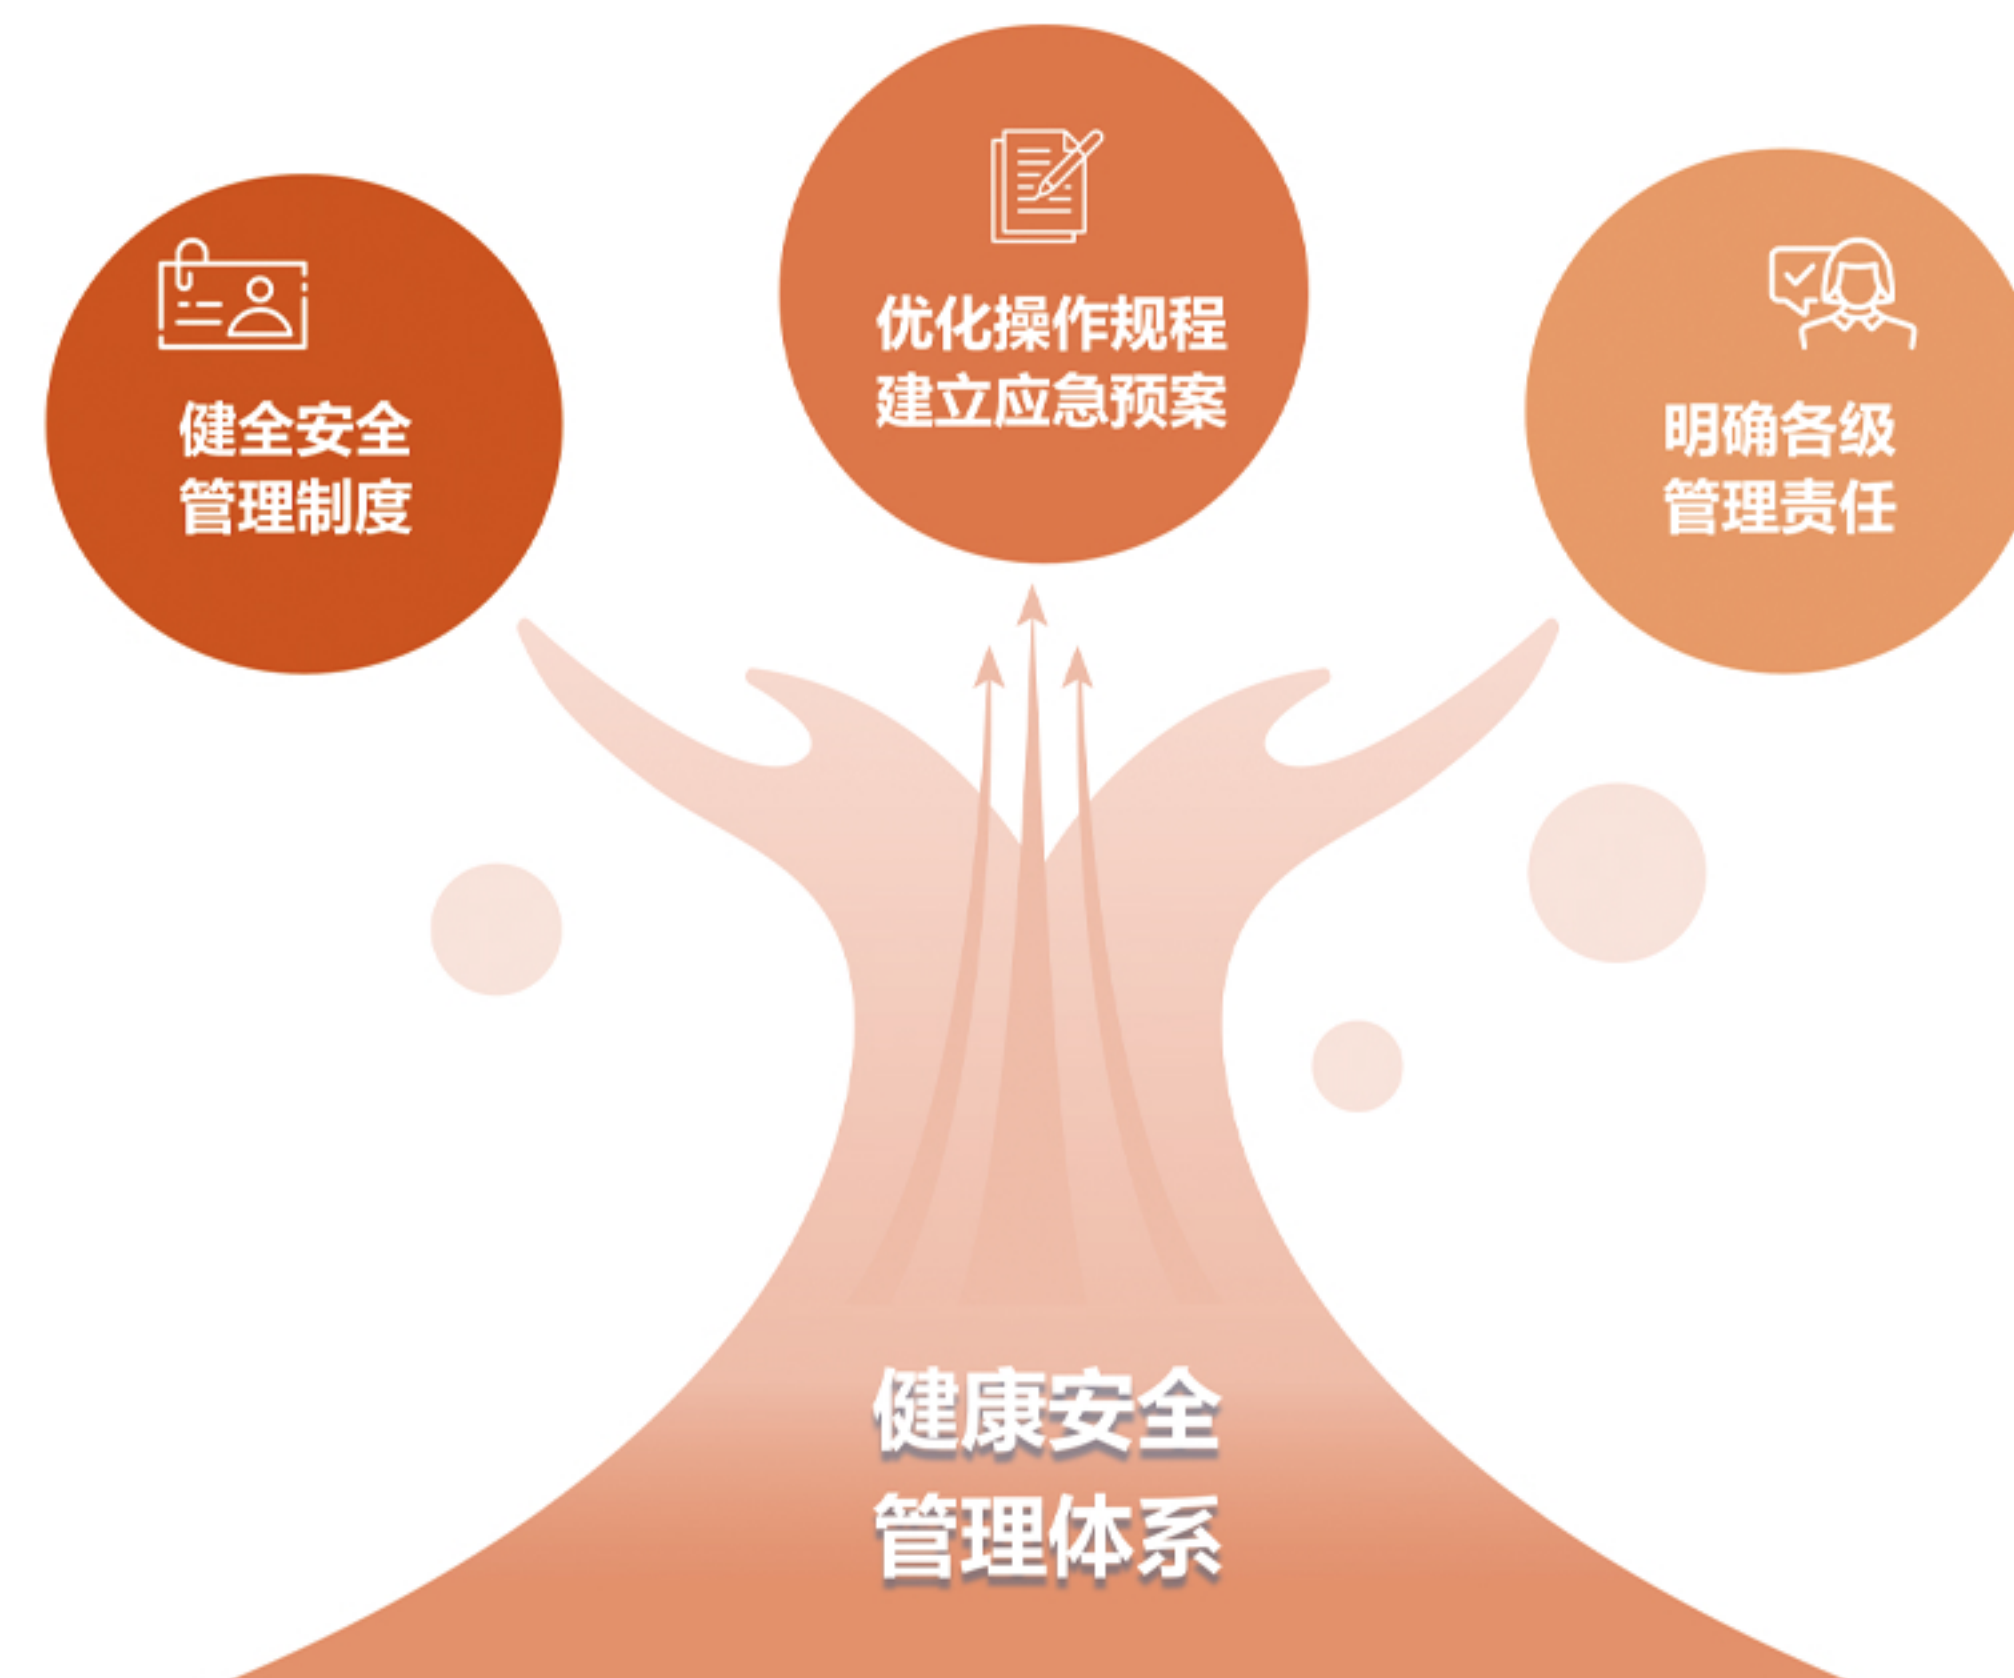 健全安全
管理制度
优化操作规程
建立应急预案
明确各级
管理责任
健康安全
管理体系